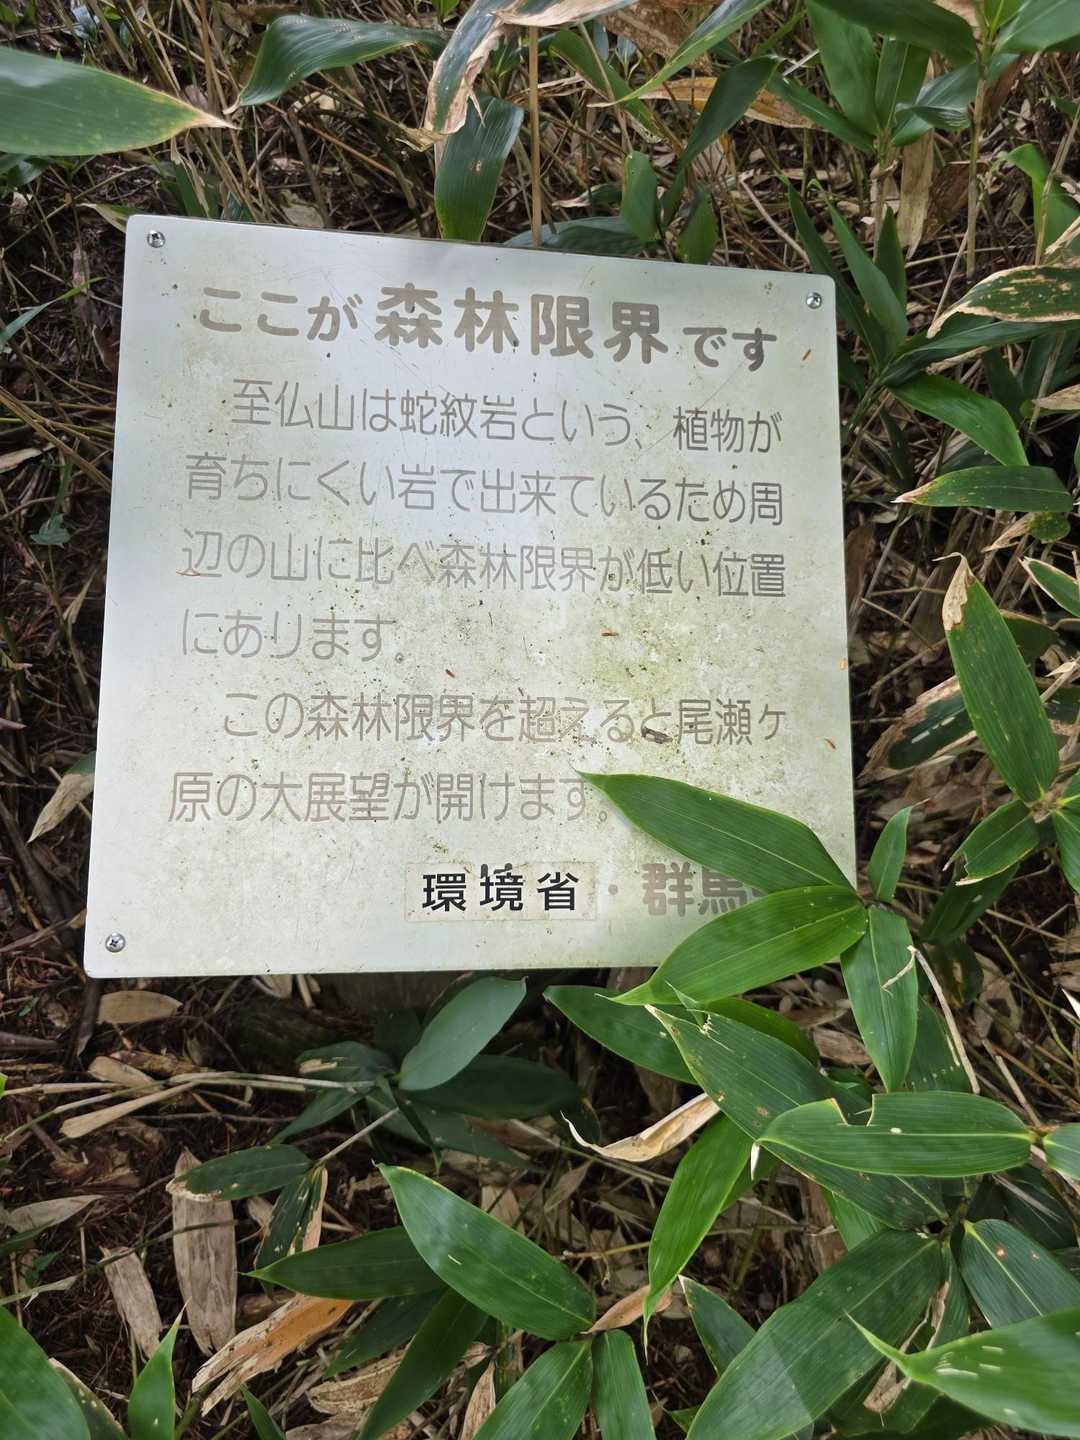 ここが森林限界です
至仏山は蛇紋岩という、植物が
育ちにくい岩で出来ているため周
辺の山に比べ森林限界が低い位置
にあります。
この森林限界を超えると尾瀬ヶ
原の大展望が開けます。
環境省・群馬